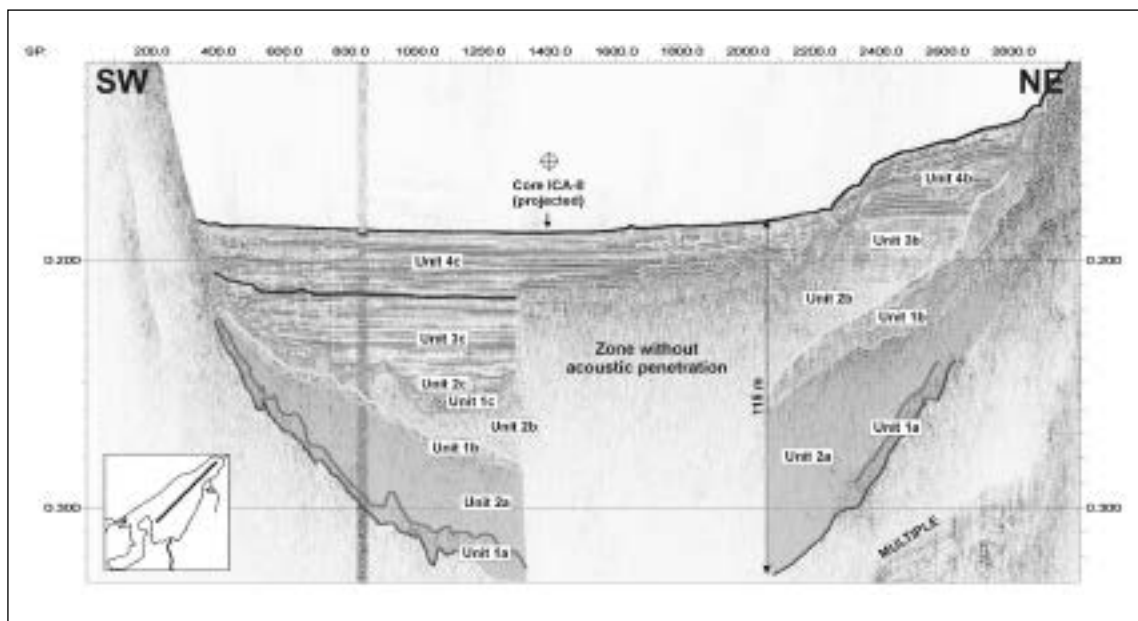 SP: 200.0 400.0 600.0 800.0 1000.0 1200.0 1400.0 1600.0 1800.0 2000.0 2200.0 2400.0 2600.0 2800.0
SW
NE
Core ICA-8
(projected)
Unit 4b
Unit 3b
Unit 4c
0.200
0.200
Unit 2b
Unit 1b
Unit 3c
Zone without
acoustic penetration
Unit 2c
Unit 1c
118 m
Unit 2b
Unit 1a
Unit 1b
Unit 2a
Unit 2a
0.300
0.300
Unit 1a
MULTIPLE